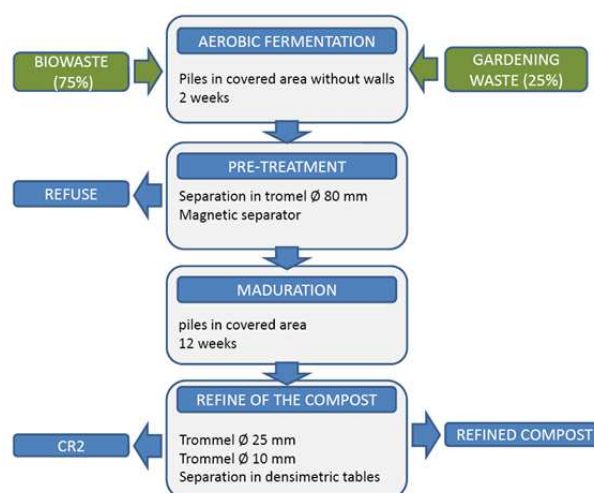 AEROBIC FERMENTATION
BIOWASTE
(75%)
Piles in covered area without walls
2 weeks
GARDENING
WASTE (25%)
PRE-TREATMENT
REFUSE
Separation in tromel Ø 80 mm
Magnetic separator
MADURATION
piles in covered area
12 weeks
REFINE OF THE COMPOST
CR2
Trommel Ø 25 mm
Trommel Ø 10 mm
Separation in densimetric tables
REFINED COMPOST